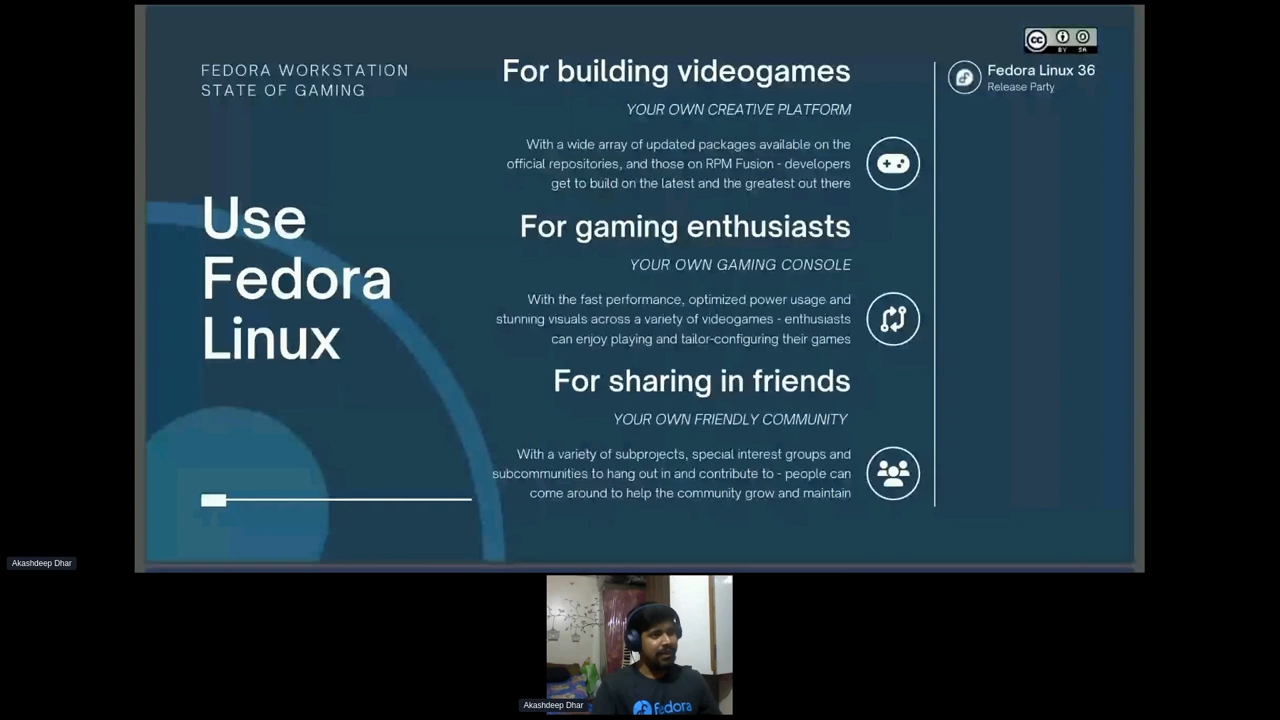 FEDORA WORKSTATION
STATE OF GAMING
Use
Fedora
Linux
For building videogames
YOUR OWN CREATIVE PLATFORM
With a wide array of updated packages available on the
official repositories, and those on RPM Fusion - developers
get to build on the latest and the greatest out there
For gaming enthusiasts
YOUR OWN GAMING CONSOLE
With the fast performance, optimized power usage and
stunning visuals across a variety of videogames - enthusiasts
can enjoy playing and tailor-configuring their games
For sharing in friends
YOUR OWN FRIENDLY COMMUNITY
With a variety of subprojects, special interest groups and
subcommunities to hang out in and contribute to - people can
come around to help the community grow and maintain
cc BY SA
Fedora Linux 36
Release Party
Akashdeep Dhar
fedora
Akashdeep Dhar